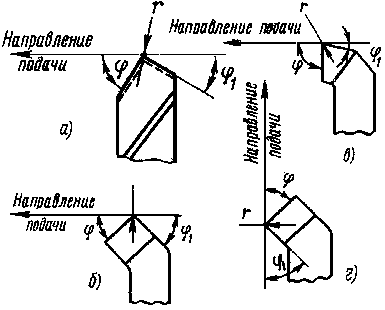 r
Направление
подачи
φ
φ₁
а)
Направление подачи
r
φ
φ₁
в)
Направление
подачи
φ
φ₁
б)
Направление
подачи
φ
r
φ₁
г)